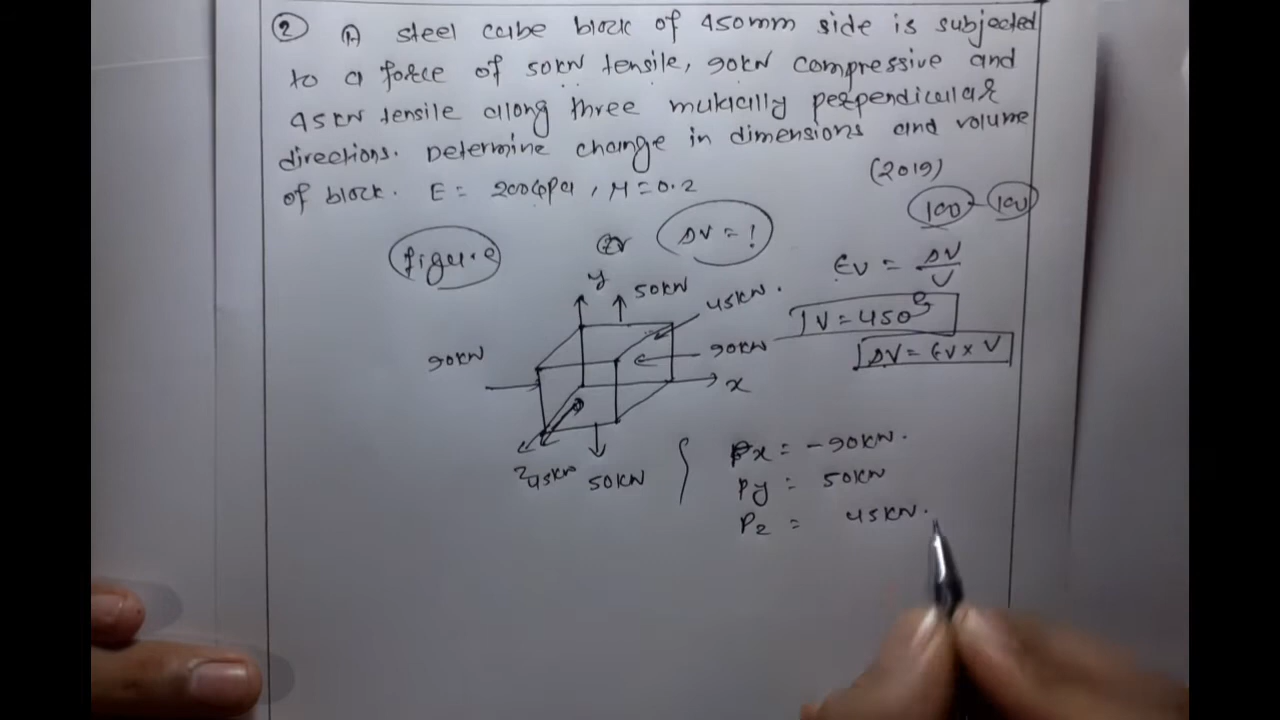 ② A steel cube block of 450mm side is subjected
to a force of 50kN tensile, 90kN compressive and
45kN tensile along three mutually perpendicular
directions. Determine change in dimensions and volume
of block. E = 200Gpa, μ = 0.2
(2019)
100 - 100
figure
ΔV = !
εv = ΔV/V
V = 450³
ΔV = εv x V
y
50kN
45kN.
90kN
90kN
x
z
45kN
50kN
Px = -90kN.
Py = 50kN
Pz = 45kN.